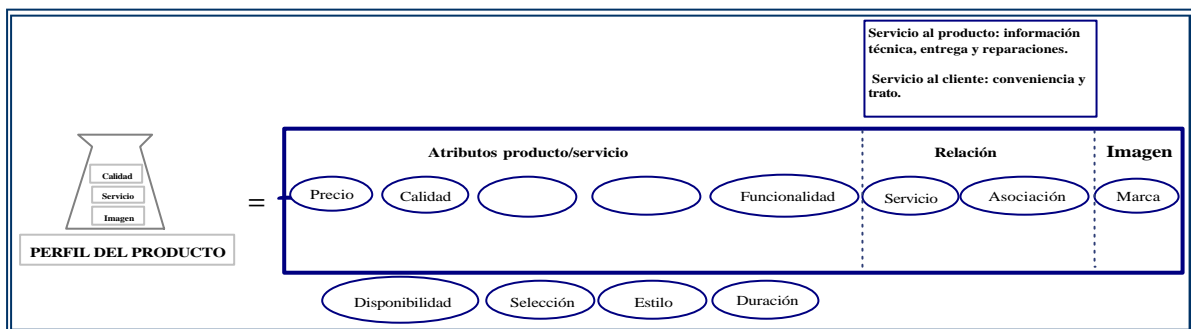 Servicio al producto: información
técnica, entrega y reparaciones.
Servicio al cliente: conveniencia y
trato.
Atributos producto/servicio
Relación
Imagen
Calidad
Servicio
Imagen
PERFIL DEL PRODUCTO
=
Precio
Calidad
Funcionalidad
Servicio
Asociación
Marca
Disponibilidad
Selección
Estilo
Duración